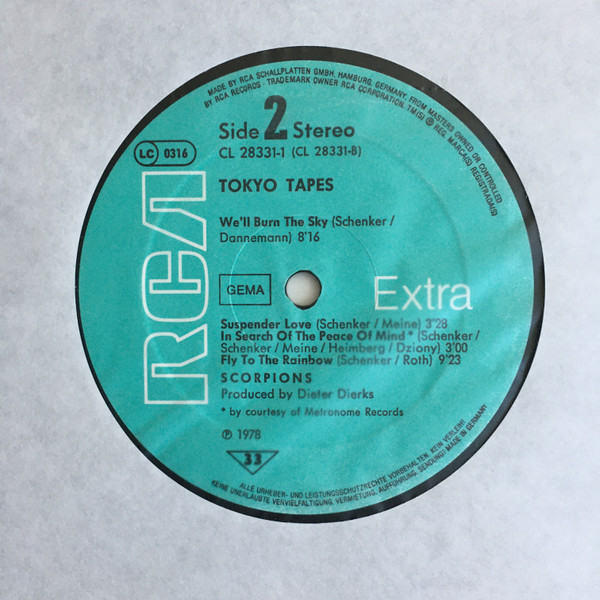 MADE BY RCA SCHALLPLATTEN GMBH, HAMBURG, GERMANY, FROM MASTERS OWNED OR CONTROLLED
BY RCA RECORDS · TRADEMARK OWNER RCA CORPORATION. TM(S) ® REG. MARCA(S) REGISTRADA(S)
Side 2 Stereo
CL 28331-1 (CL 28331-B)
LC 0316
TOKYO TAPES
RCA
We'll Burn The Sky (Schenker /
Dannemann) 8'16
GEMA
Extra
Suspender Love (Schenker / Meine) 3'28
In Search Of The Peace Of Mind * (Schenker /
Schenker / Meine / Heimberg / Dziony) 3'00
Fly To The Rainbow (Schenker / Roth) 9'23
SCORPIONS
Produced by Dieter Dierks
* by courtesy of Metronome Records
℗ 1978
33
ALLE URHEBER- UND LEISTUNGSSCHUTZRECHTE VORBEHALTEN. KEIN VERLEIH!
KEINE UNERLAUBTE VERVIELFÄLTIGUNG, VERMIETUNG, AUFFÜHRUNG, SENDUNG! MADE IN GERMANY